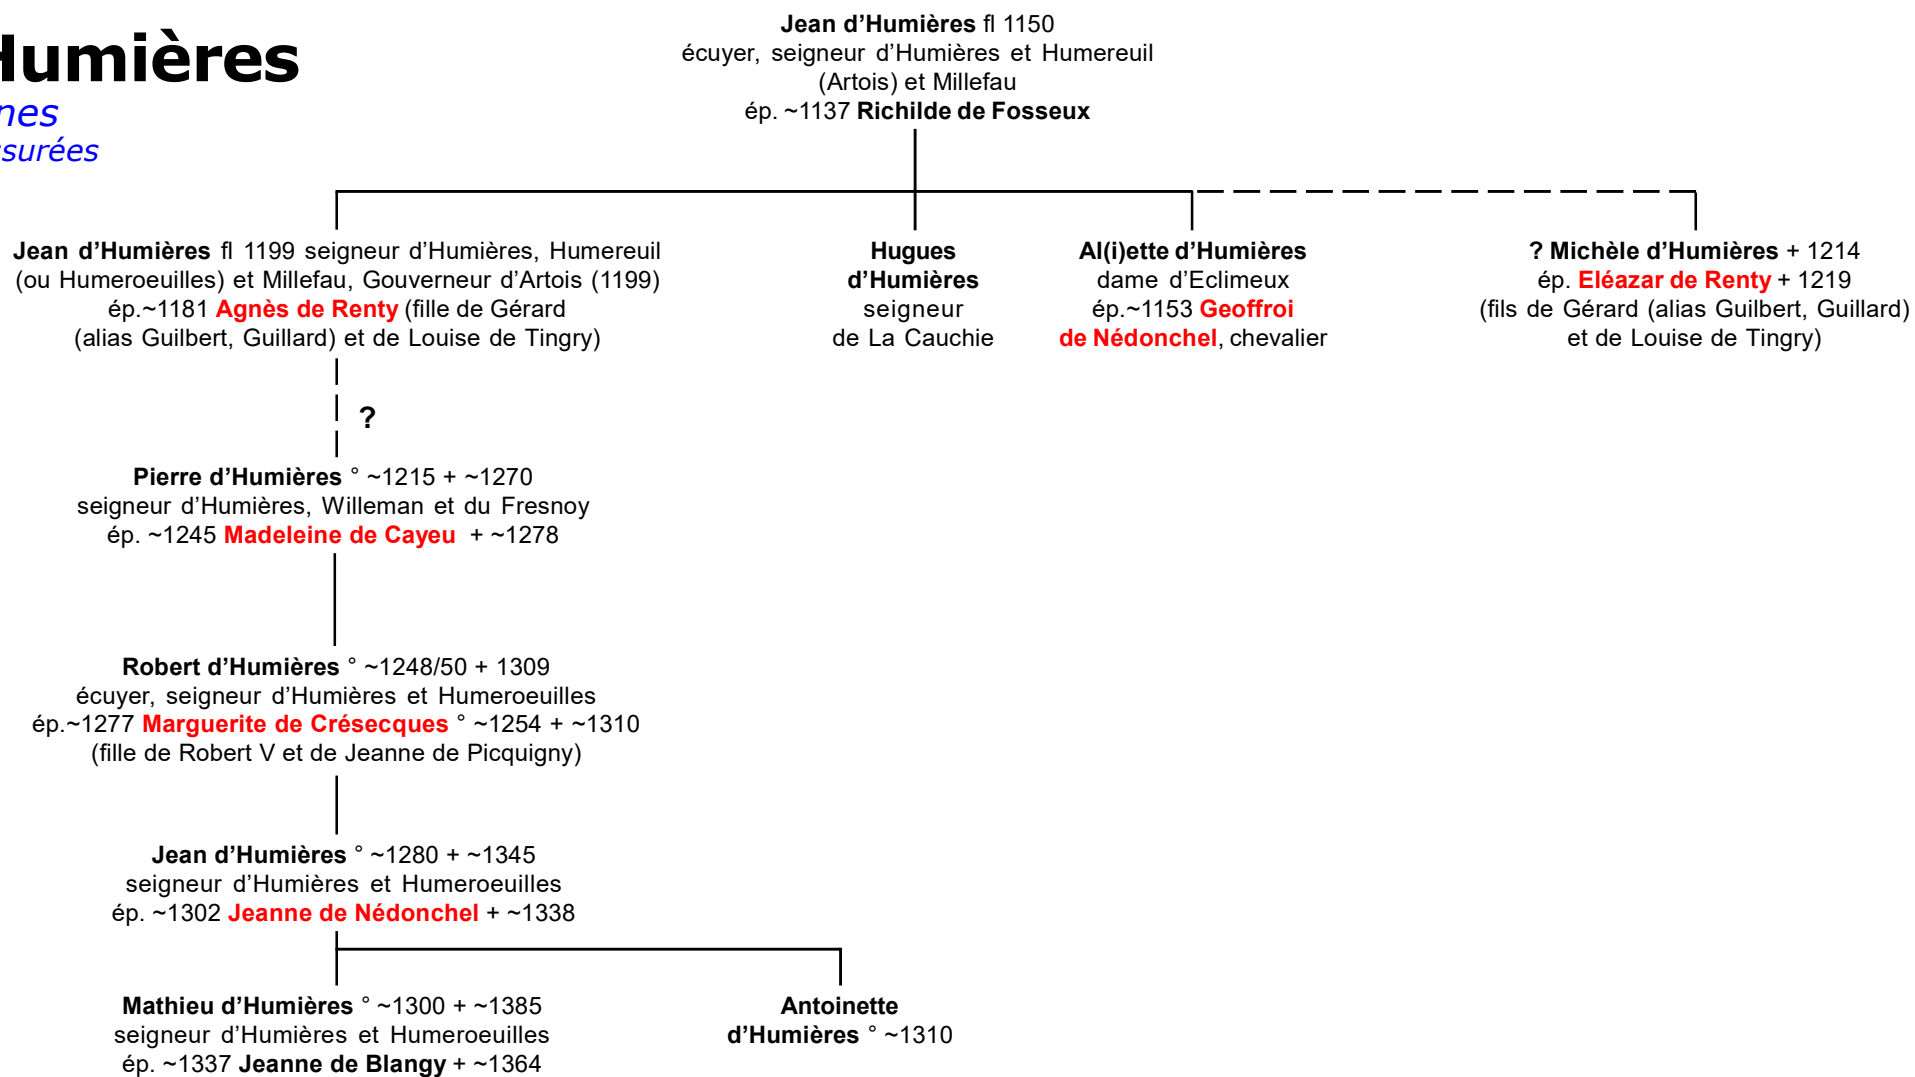 Humières
Jean d’Humières fl 1150
écuyer, seigneur d’Humières et Humereuil
(Artois) et Millefau
ép. ~1137 Richilde de Fosseux
Jean d’Humières fl 1199 seigneur d’Humières, Humereuil
(ou Humeroeuilles) et Millefau, Gouverneur d’Artois (1199)
ép.~1181 Agnès de Renty (fille de Gérard
(alias Guilbert, Guillard) et de Louise de Tingry)
Hugues
d’Humières
seigneur
de La Cauchie
Al(i)ette d’Humières
dame d’Eclimeux
ép.~1153 Geoffroi
de Nédonchel, chevalier
? Michèle d’Humières + 1214
ép. Eléazar de Renty + 1219
(fils de Gérard (alias Guilbert, Guillard)
et de Louise de Tingry)
?
Pierre d’Humières ° ~1215 + ~1270
seigneur d’Humières, Willeman et du Fresnoy
ép. ~1245 Madeleine de Cayeu + ~1278
Robert d’Humières ° ~1248/50 + 1309
écuyer, seigneur d’Humières et Humeroeuilles
ép.~1277 Marguerite de Crésecques ° ~1254 + ~1310
(fille de Robert V et de Jeanne de Picquigny)
Jean d’Humières ° ~1280 + ~1345
seigneur d’Humières et Humeroeuilles
ép. ~1302 Jeanne de Nédonchel + ~1338
Mathieu d’Humières ° ~1300 + ~1385
seigneur d’Humières et Humeroeuilles
ép. ~1337 Jeanne de Blangy + ~1364
Antoinette
d’Humières ° ~1310